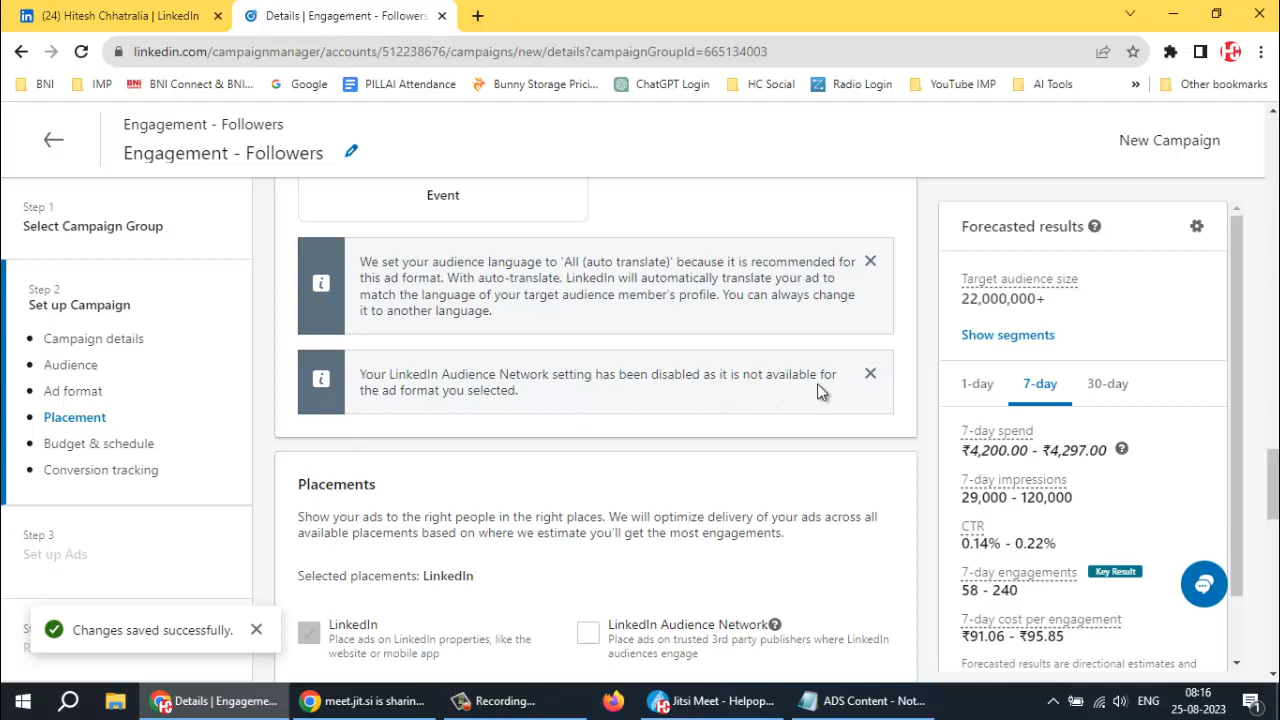 (24) Hitesh Chhatralia | LinkedIn
Details | Engagement - Followers
linkedin.com/campaignmanager/accounts/512238676/campaigns/new/details?campaignGroupId=665134003
BNI
IMP
BNI Connect & BNI...
Google
PILLAI Attendance
Bunny Storage Prici...
ChatGPT Login
HC Social
Radio Login
YouTube IMP
AI Tools
»
Other bookmarks
Engagement - Followers
Engagement - Followers
New Campaign
Step 1
Select Campaign Group
Step 2
Set up Campaign
Campaign details
Audience
Ad format
Placement
Budget & schedule
Conversion tracking
Step 3
Set up Ads
Changes saved successfully.
Event
We set your audience language to 'All (auto translate)' because it is recommended for
this ad format. With auto-translate, LinkedIn will automatically translate your ad to
match the language of your target audience member's profile. You can always change
it to another language.
Your LinkedIn Audience Network setting has been disabled as it is not available for
the ad format you selected.
Placements
Show your ads to the right people in the right places. We will optimize delivery of your ads across all
available placements based on where we estimate you'll get the most engagements.
Selected placements: LinkedIn
LinkedIn
Place ads on LinkedIn properties, like the
website or mobile app
LinkedIn Audience Network
Place ads on trusted 3rd party publishers where LinkedIn
audiences engage
Forecasted results
Target audience size
22,000,000+
Show segments
1-day
7-day
30-day
7-day spend
₹4,200.00 - ₹4,297.00
7-day impressions
29,000 - 120,000
CTR
0.14% - 0.22%
7-day engagements
Key Result
58 - 240
7-day cost per engagement
₹91.06 - ₹95.85
Forecasted results are directional estimates and
Details | Engageme...
meet.jit.si is sharin...
Recording...
Jitsi Meet - Helpop...
ADS Content - Not...
ENG
08:16
25-08-2023